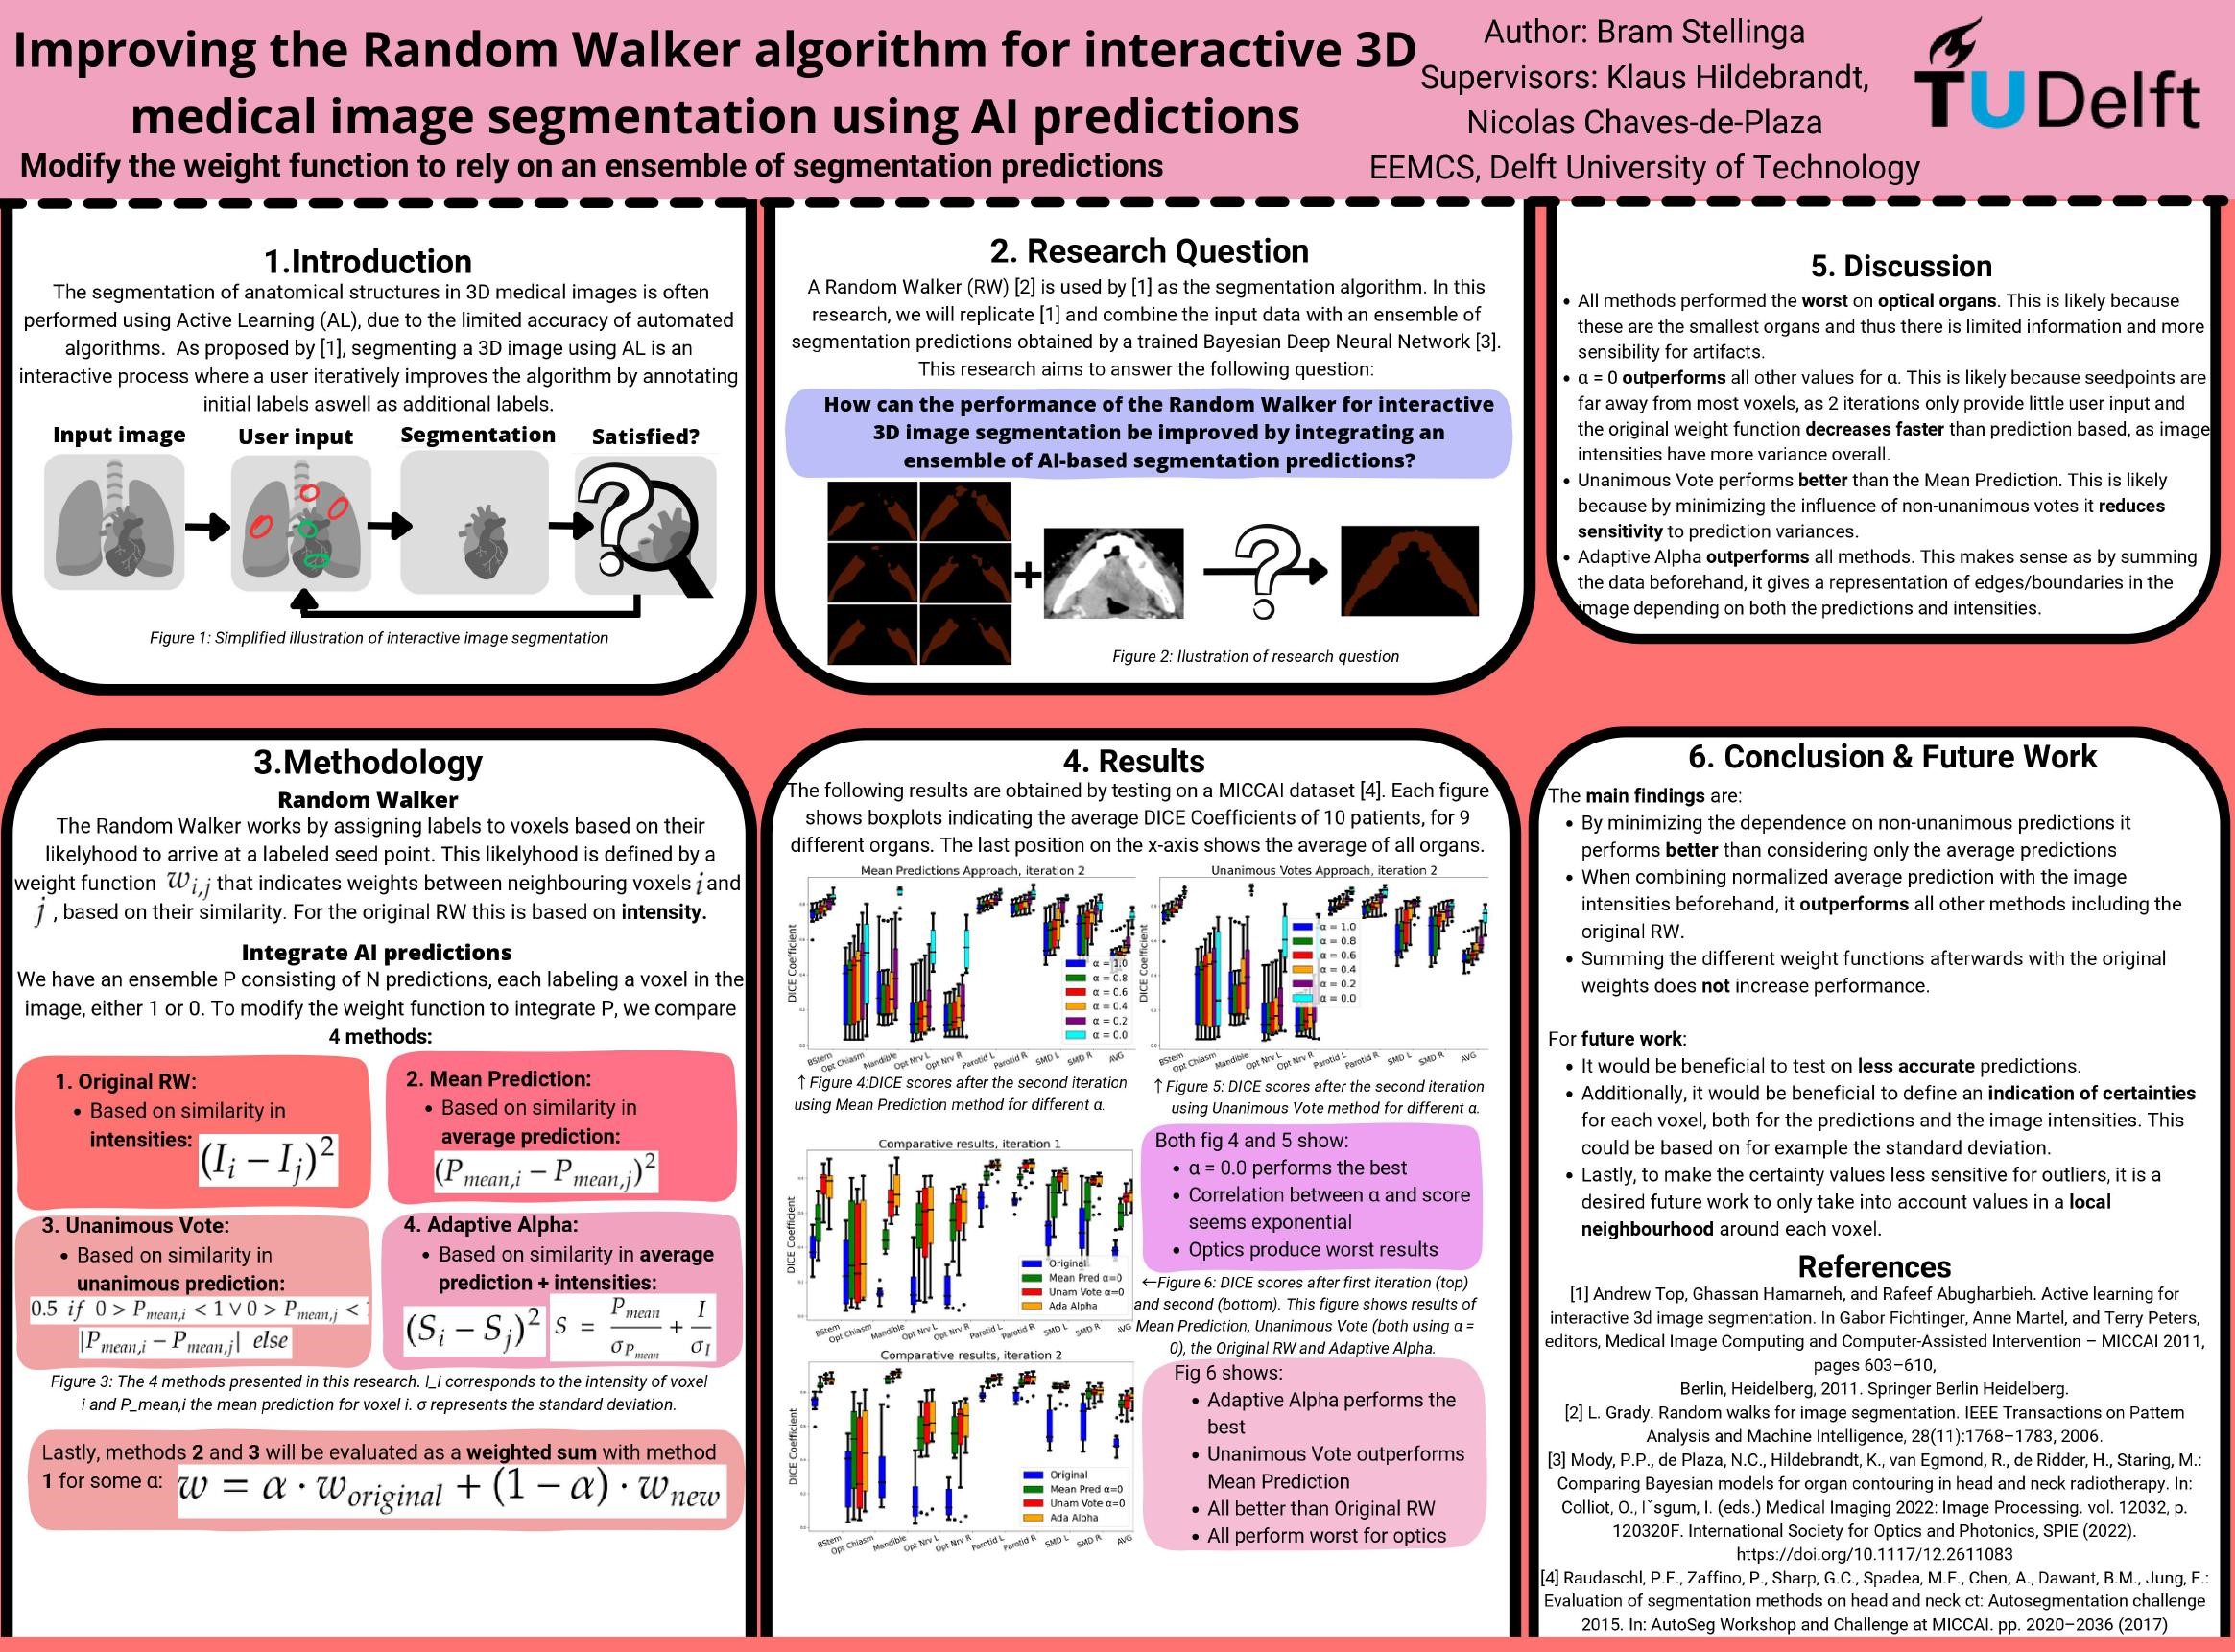 Improving the Random Walker algorithm for interactive 3D
medical image segmentation using AI predictions
Modify the weight function to rely on an ensemble of segmentation predictions
Author: Bram Stellinga
Supervisors: Klaus Hildebrandt,
Nicolas Chaves-de-Plaza
EEMCS, Delft University of Technology
TU Delft
1.Introduction
The segmentation of anatomical structures in 3D medical images is often
performed using Active Learning (AL), due to the limited accuracy of automated
algorithms. As proposed by [1], segmenting a 3D image using AL is an
interactive process where a user iteratively improves the algorithm by annotating
initial labels aswell as additional labels.
Input image User input Segmentation Satisfied?
?
Figure 1: Simplified illustration of interactive image segmentation
2. Research Question
A Random Walker (RW) [2] is used by [1] as the segmentation algorithm. In this
research, we will replicate [1] and combine the input data with an ensemble of
segmentation predictions obtained by a trained Bayesian Deep Neural Network [3].
This research aims to answer the following question:
How can the performance of the Random Walker for interactive
3D image segmentation be improved by integrating an
ensemble of AI-based segmentation predictions?
+ ?
Figure 2: Ilustration of research question
3.Methodology
Random Walker
The Random Walker works by assigning labels to voxels based on their
likelyhood to arrive at a labeled seed point. This likelyhood is defined by a
weight function w_{i,j} that indicates weights between neighbouring voxels i and
j , based on their similarity. For the original RW this is based on intensity.
Integrate AI predictions
We have an ensemble P consisting of N predictions, each labeling a voxel in the
image, either 1 or 0. To modify the weight function to integrate P, we compare
4 methods:
1. Original RW:
• Based on similarity in
intensities: (I_i − I_j)²
2. Mean Prediction:
• Based on similarity in
average prediction:
(P_{mean,i} − P_{mean,j})²
3. Unanimous Vote:
• Based on similarity in
unanimous prediction:
0.5 if 0 > P_{mean,i} < 1 ∨ 0 > P_{mean,j} <
|P_{mean,i} − P_{mean,j}| else
4. Adaptive Alpha:
• Based on similarity in average
prediction + intensities:
(S_i − S_j)² S = P_{mean}/σ_{P_{mean}} + I/σ_I
Figure 3: The 4 methods presented in this research. I_i corresponds to the intensity of voxel
i and P_mean,i the mean prediction for voxel i. σ represents the standard deviation.
Lastly, methods 2 and 3 will be evaluated as a weighted sum with method
1 for some α: w = α · w_{original} + (1 − α) · w_{new}
4. Results
The following results are obtained by testing on a MICCAI dataset [4]. Each figure
shows boxplots indicating the average DICE Coefficients of 10 patients, for 9
different organs. The last position on the x-axis shows the average of all organs.
Mean Predictions Approach, iteration 2
DICE Coefficient
α = 1.0
α = 0.8
α = 0.6
α = 0.4
α = 0.2
α = 0.0
BStem Opt Chiasm Mandible Opt Nrv L Opt Nrv R Parotid L Parotid R SMD L SMD R AVG
↑ Figure 4:DICE scores after the second iteration
using Mean Prediction method for different α.
Unanimous Votes Approach, iteration 2
DICE Coefficient
α = 1.0
α = 0.8
α = 0.6
α = 0.4
α = 0.2
α = 0.0
BStem Opt Chiasm Mandible Opt Nrv L Opt Nrv R Parotid L Parotid R SMD L SMD R AVG
↑ Figure 5: DICE scores after the second iteration
using Unanimous Vote method for different α.
Comparative results, iteration 1
DICE Coefficient
Original
Mean Pred α=0
Unam Vote α=0
Ada Alpha
BStem Opt Chiasm Mandible Opt Nrv L Opt Nrv R Parotid L Parotid R SMD L SMD R AVG
Comparative results, iteration 2
DICE Coefficient
Original
Mean Pred α=0
Unam Vote α=0
Ada Alpha
BStem Opt Chiasm Mandible Opt Nrv L Opt Nrv R Parotid L Parotid R SMD L SMD R AVG
Both fig 4 and 5 show:
• α = 0.0 performs the best
• Correlation between α and score
seems exponential
• Optics produce worst results
←Figure 6: DICE scores after first iteration (top)
and second (bottom). This figure shows results of
Mean Prediction, Unanimous Vote (both using α =
0), the Original RW and Adaptive Alpha.
Fig 6 shows:
• Adaptive Alpha performs the
best
• Unanimous Vote outperforms
Mean Prediction
• All better than Original RW
• All perform worst for optics
5. Discussion
• All methods performed the worst on optical organs. This is likely because
these are the smallest organs and thus there is limited information and more
sensibility for artifacts.
• α = 0 outperforms all other values for α. This is likely because seedpoints are
far away from most voxels, as 2 iterations only provide little user input and
the original weight function decreases faster than prediction based, as image
intensities have more variance overall.
• Unanimous Vote performs better than the Mean Prediction. This is likely
because by minimizing the influence of non-unanimous votes it reduces
sensitivity to prediction variances.
• Adaptive Alpha outperforms all methods. This makes sense as by summing
the data beforehand, it gives a representation of edges/boundaries in the
image depending on both the predictions and intensities.
6. Conclusion & Future Work
The main findings are:
• By minimizing the dependence on non-unanimous predictions it
performs better than considering only the average predictions
• When combining normalized average prediction with the image
intensities beforehand, it outperforms all other methods including the
original RW.
• Summing the different weight functions afterwards with the original
weights does not increase performance.
For future work:
• It would be beneficial to test on less accurate predictions.
• Additionally, it would be beneficial to define an indication of certainties
for each voxel, both for the predictions and the image intensities. This
could be based on for example the standard deviation.
• Lastly, to make the certainty values less sensitive for outliers, it is a
desired future work to only take into account values in a local
neighbourhood around each voxel.
References
[1] Andrew Top, Ghassan Hamarneh, and Rafeef Abugharbieh. Active learning for
interactive 3d image segmentation. In Gabor Fichtinger, Anne Martel, and Terry Peters,
editors, Medical Image Computing and Computer-Assisted Intervention – MICCAI 2011,
pages 603–610,
Berlin, Heidelberg, 2011. Springer Berlin Heidelberg.
[2] L. Grady. Random walks for image segmentation. IEEE Transactions on Pattern
Analysis and Machine Intelligence, 28(11):1768–1783, 2006.
[3] Mody, P.P., de Plaza, N.C., Hildebrandt, K., van Egmond, R., de Ridder, H., Staring, M.:
Comparing Bayesian models for organ contouring in head and neck radiotherapy. In:
Colliot, O., Iˇsgum, I. (eds.) Medical Imaging 2022: Image Processing. vol. 12032, p.
120320F. International Society for Optics and Photonics, SPIE (2022).
https://doi.org/10.1117/12.2611083
[4] Raudaschl, P.F., Zaffino, P., Sharp, G.C., Spadea, M.F., Chen, A., Dawant, B.M., Jung, F.:
Evaluation of segmentation methods on head and neck ct: Autosegmentation challenge
2015. In: AutoSeg Workshop and Challenge at MICCAI. pp. 2020–2036 (2017)